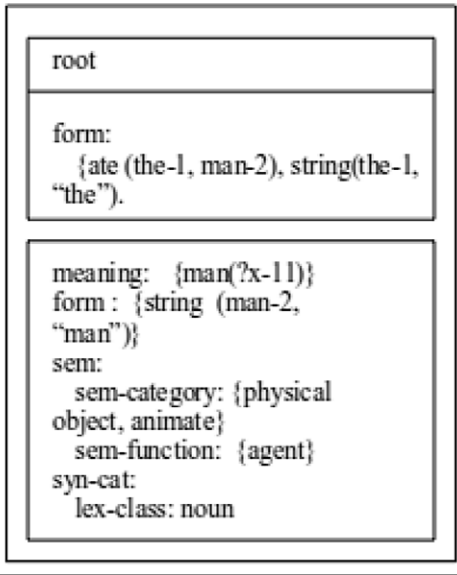 root
form:
{ate (the-1, man-2), string(the-1,
“the”).
meaning: {man(?x-11)}
form : {string (man-2,
“man”)}
sem:
sem-category: {physical
object, animate}
sem-function: {agent}
syn-cat:
lex-class: noun